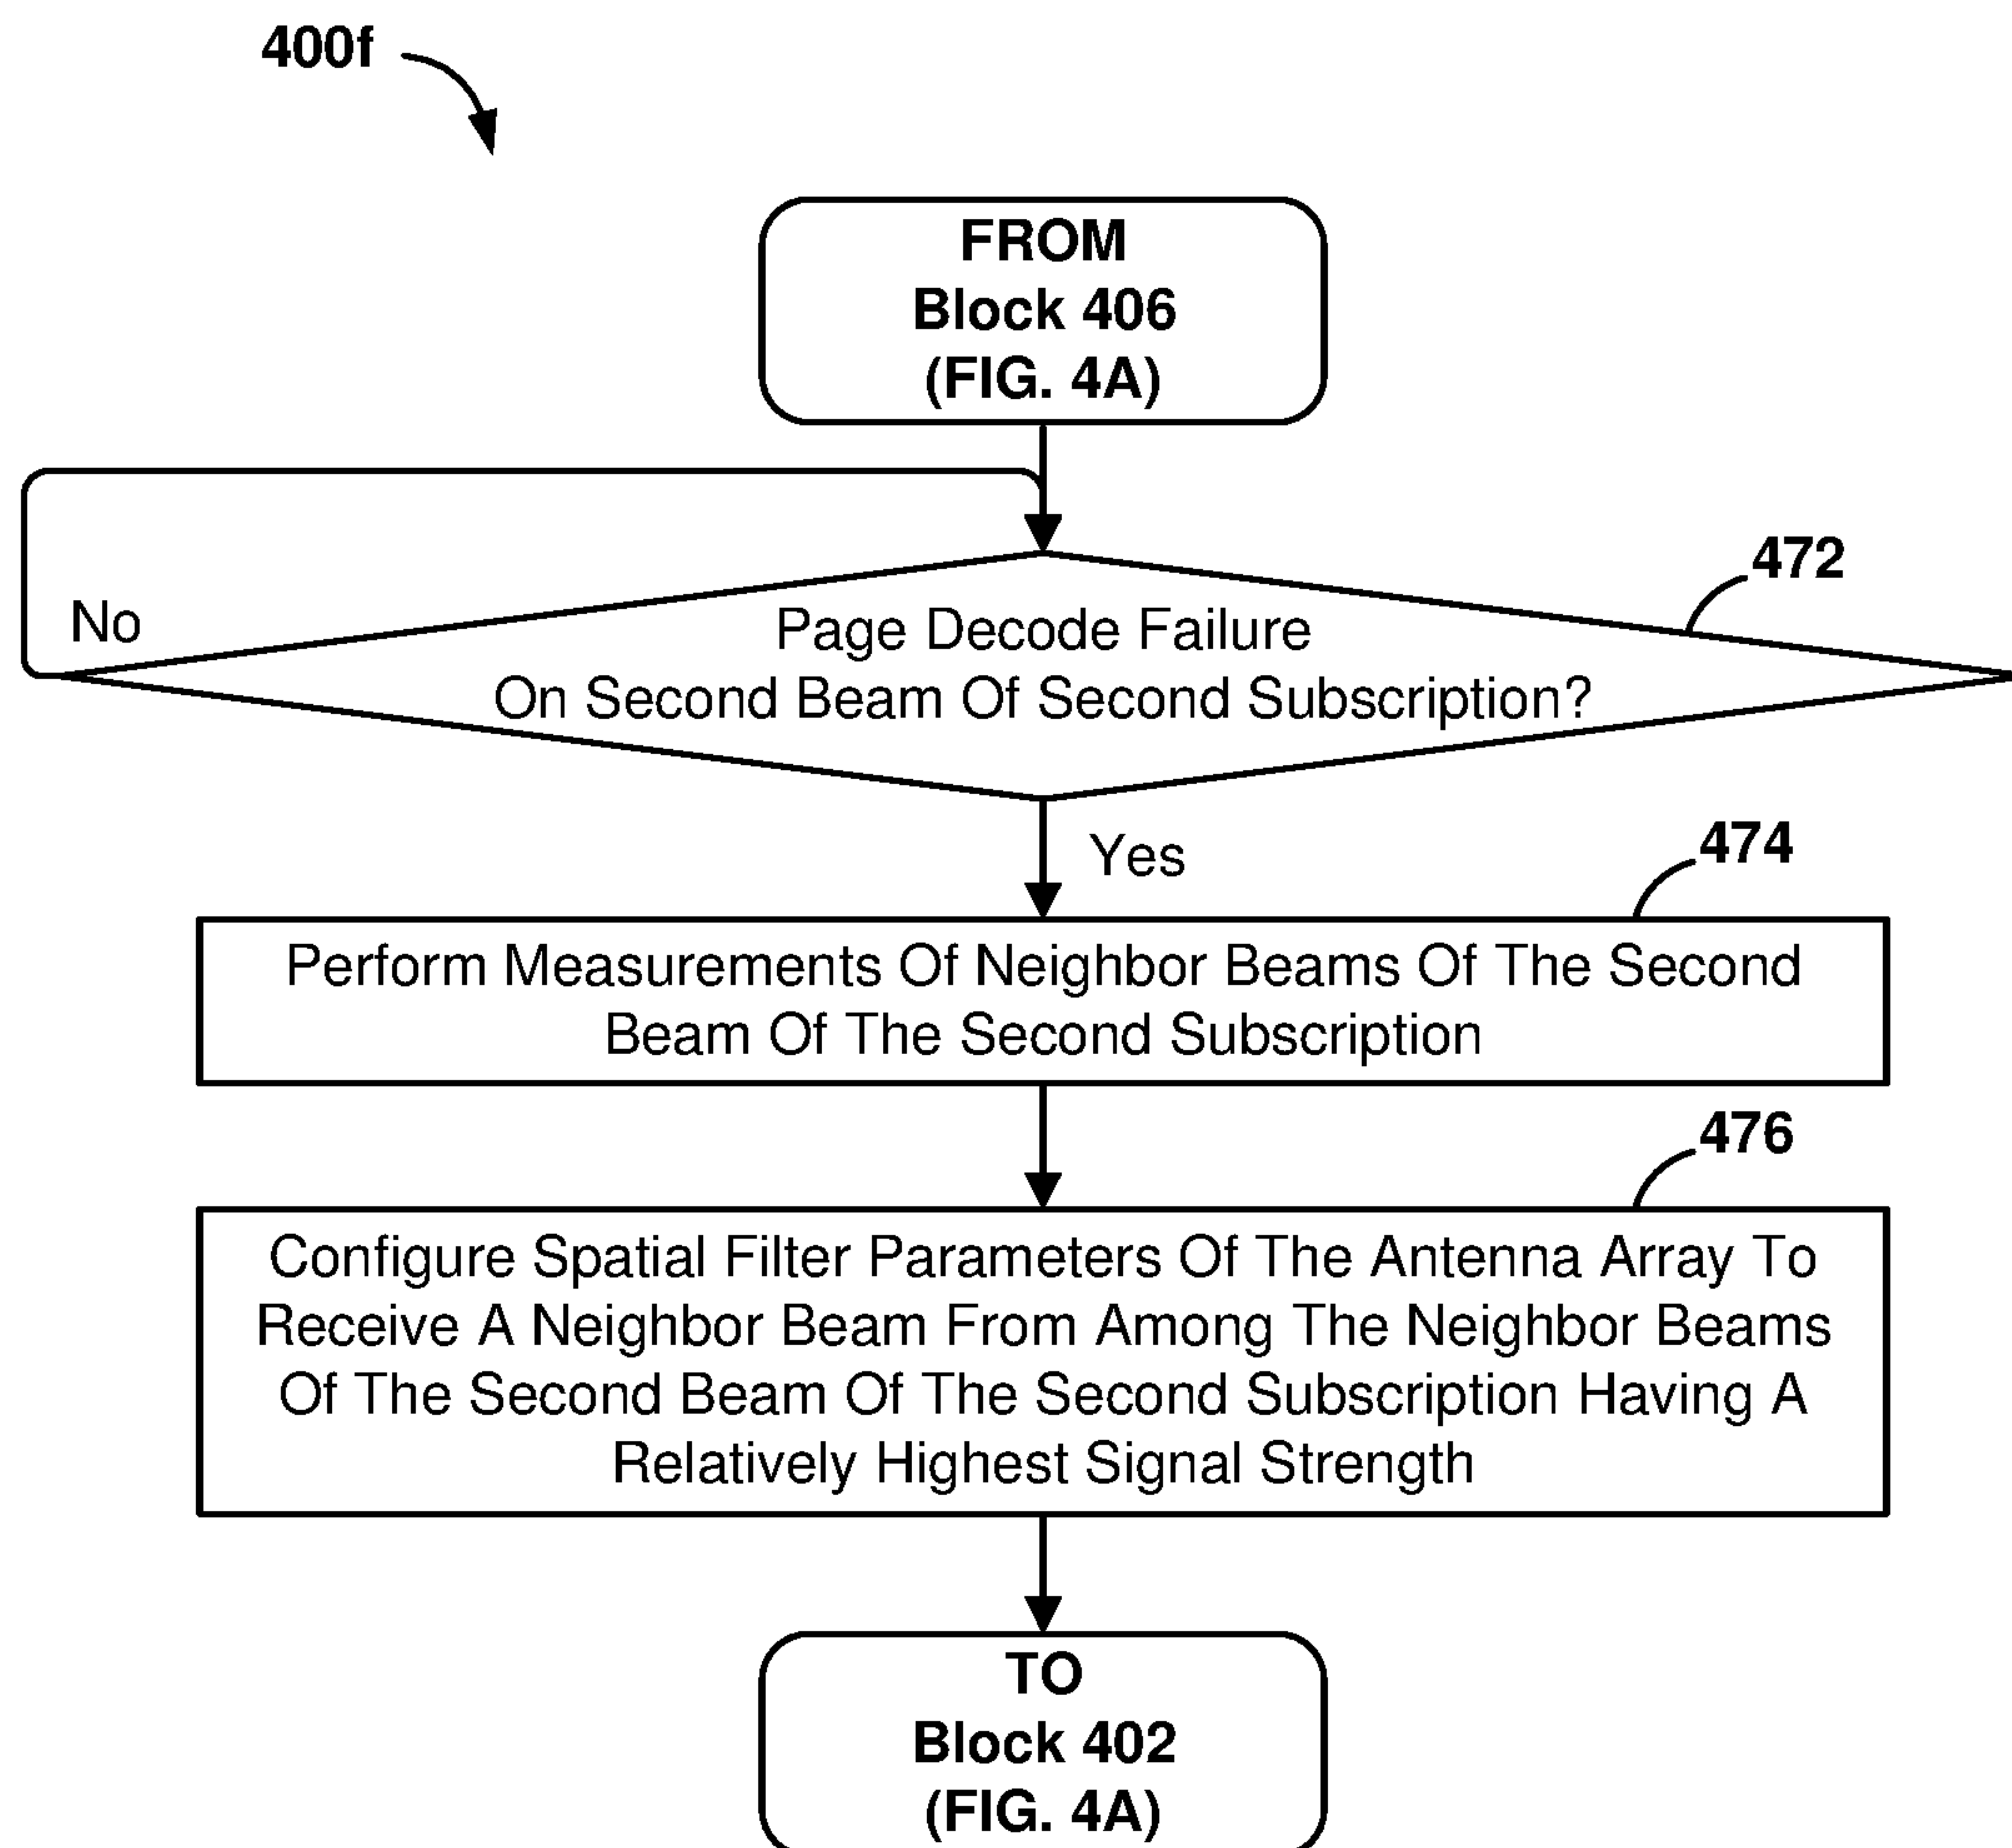 400f
FROM
Block 406
(FIG. 4A)
472
No
Page Decode Failure
On Second Beam Of Second Subscription?
Yes
474
Perform Measurements Of Neighbor Beams Of The Second
Beam Of The Second Subscription
476
Configure Spatial Filter Parameters Of The Antenna Array To
Receive A Neighbor Beam From Among The Neighbor Beams
Of The Second Beam Of The Second Subscription Having A
Relatively Highest Signal Strength
TO
Block 402
(FIG. 4A)